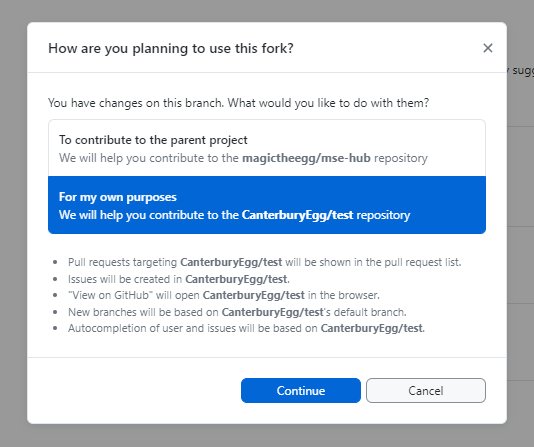 How are you planning to use this fork?
You have changes on this branch. What would you like to do with them?
To contribute to the parent project
We will help you contribute to the magictheegg/mse-hub repository
For my own purposes
We will help you contribute to the CanterburyEgg/test repository
Pull requests targeting CanterburyEgg/test will be shown in the pull request list.
Issues will be created in CanterburyEgg/test.
"View on GitHub" will open CanterburyEgg/test in the browser.
New branches will be based on CanterburyEgg/test's default branch.
Autocompletion of user and issues will be based on CanterburyEgg/test.
Continue Cancel